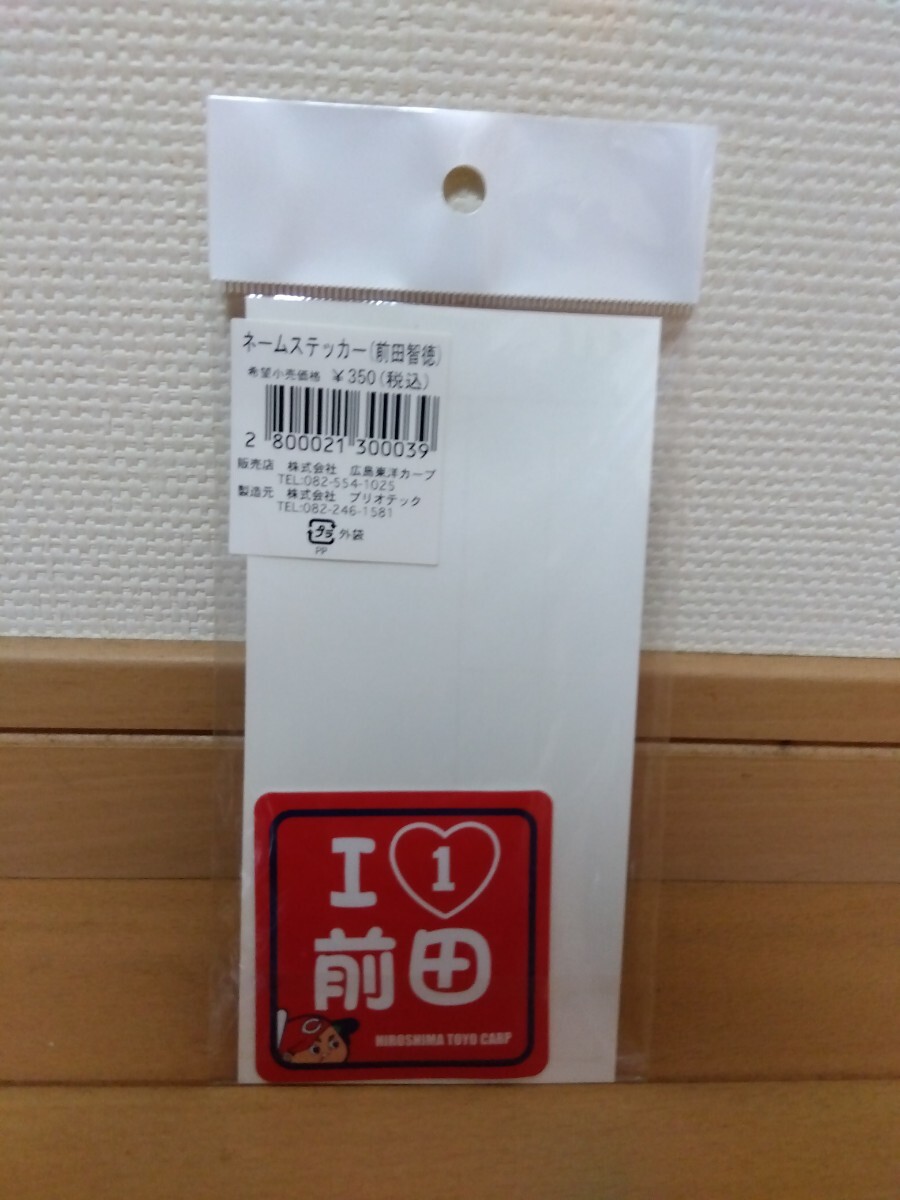 ネームステッカー(前田智徳)
希望小売価格 ￥350(税込)
2 800021 300039
販売店 株式会社 広島東洋カープ
TEL:082-554-1025
製造元 株式会社 プリオテック
TEL:082-246-1581
プラ 外袋
PP
I 1
前田
C
HIROSHIMA TOYO CARP